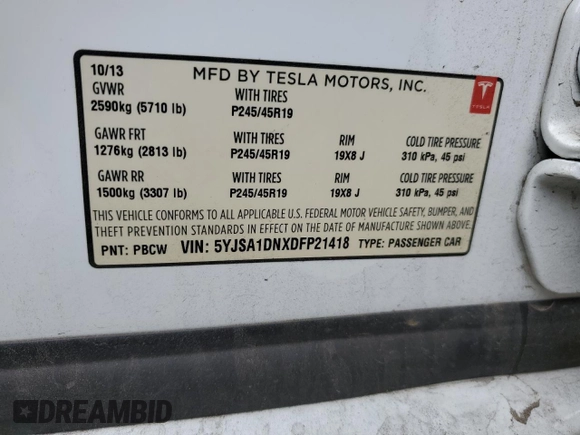 10/13 MFD BY TESLA MOTORS, INC.
GVWR WITH TIRES
2590kg (5710 lb) P245/45R19
TESLA
GAWR FRT WITH TIRES RIM COLD TIRE PRESSURE
1276kg (2813 lb) P245/45R19 19X8 J 310 kPa, 45 psi
GAWR RR WITH TIRES RIM COLD TIRE PRESSURE
1500kg (3307 lb) P245/45R19 19X8 J 310 kPa, 45 psi
THIS VEHICLE CONFORMS TO ALL APPLICABLE U.S. FEDERAL MOTOR VEHICLE SAFETY, BUMPER, AND
THEFT PREVENTION STANDARDS IN EFFECT ON THE DATE OF MANUFACTURE SHOWN ABOVE.
PNT: PBCW VIN: 5YJSA1DNXDFP21418 TYPE: PASSENGER CAR
DREAMBID